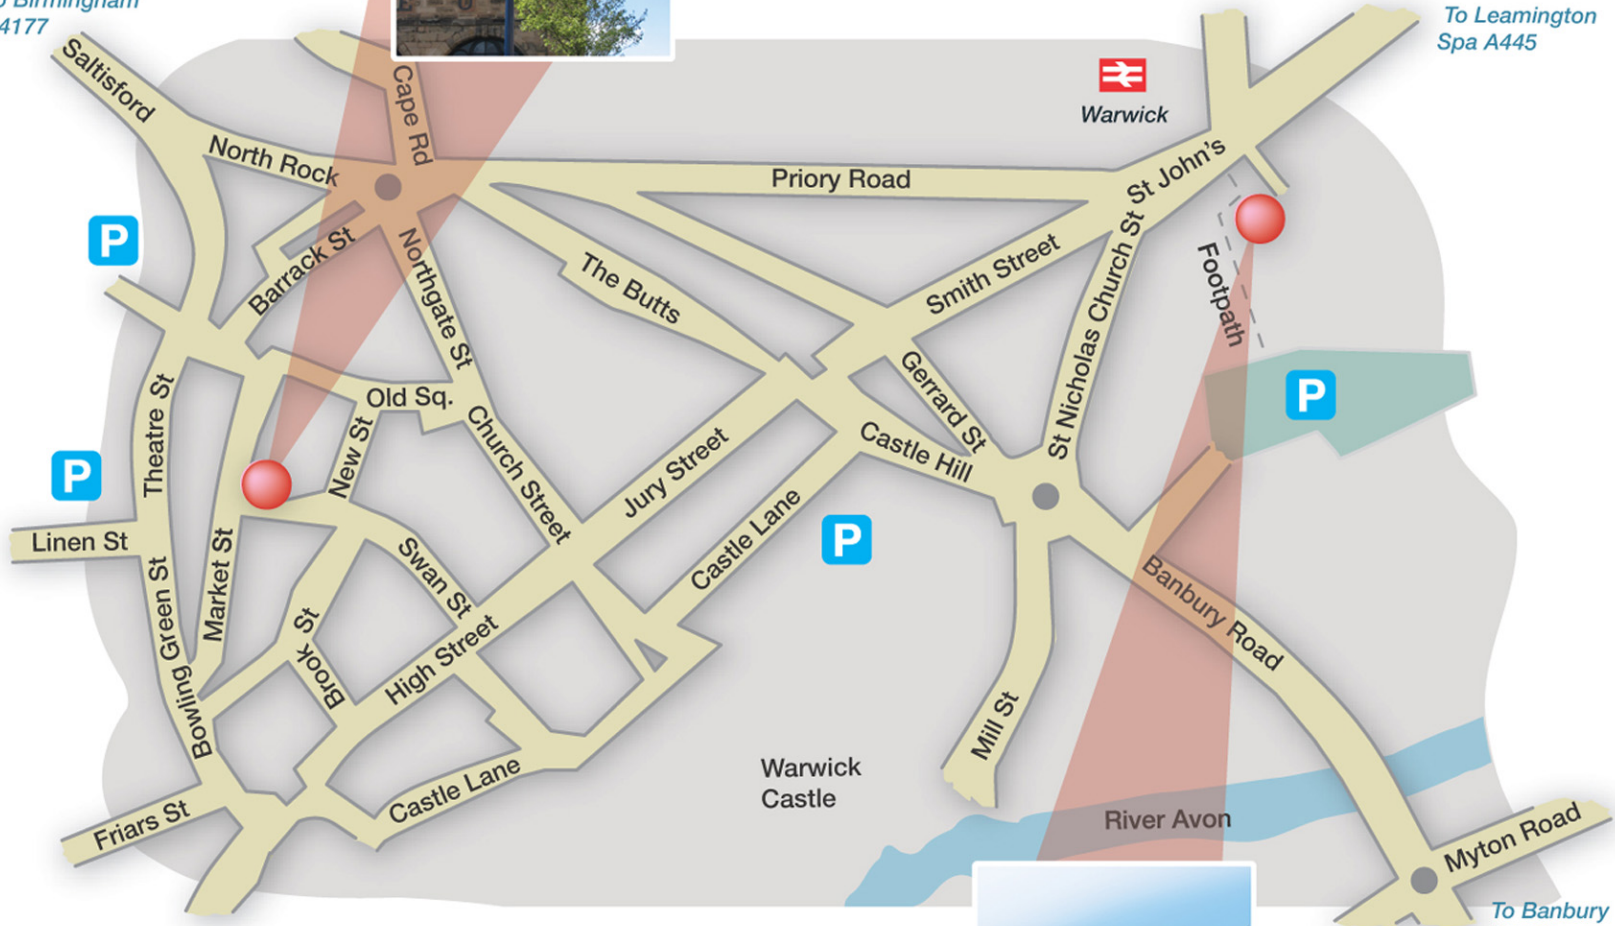 Birmingham
4177
To Leamington
Spa A445
Saltisford
Cape Rd
Warwick
North Rock
Priory Road
St John's
P
Barrack St
Northgate St
The Butts
Smith Street
St Nicholas Church St
Footpath
Theatre St
Old Sq.
New St
Church Street
Gerrard St
P
P
Jury Street
Castle Hill
Linen St
Market St
Swan St
Castle Lane
P
Bowling Green St
Brook St
High Street
Banbury Road
Mill St
Warwick
Castle
Castle Lane
Friars St
River Avon
Myton Road
To Banbury